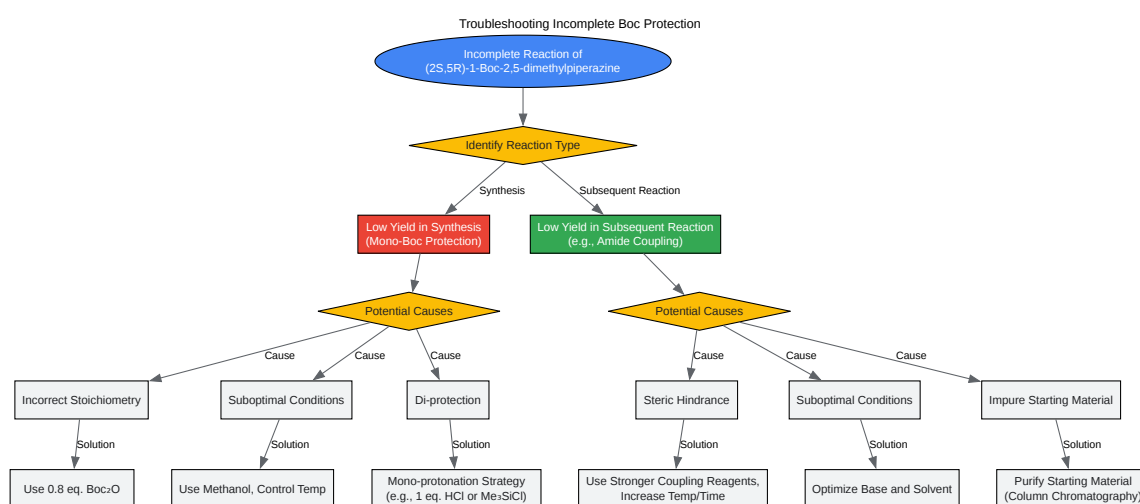 Troubleshooting Incomplete Boc Protection
Incomplete Reaction of
(2S,5R)-1-Boc-2,5-dimethylpiperazine
Identify Reaction Type
Synthesis
Subsequent Reaction
Low Yield in Synthesis
(Mono-Boc Protection)
Low Yield in Subsequent Reaction
(e.g., Amide Coupling)
Potential Causes
Potential Causes
Cause
Cause
Cause
Cause
Cause
Cause
Incorrect Stoichiometry
Suboptimal Conditions
Di-protection
Steric Hindrance
Suboptimal Conditions
Impure Starting Material
Solution
Solution
Solution
Solution
Solution
Solution
Use 0.8 eq. Boc₂O
Use Methanol, Control Temp
Mono-protonation Strategy
(e.g., 1 eq. HCl or Me₃SiCl)
Use Stronger Coupling Reagents,
Increase Temp/Time
Optimize Base and Solvent
Purify Starting Material
(Column Chromatography)